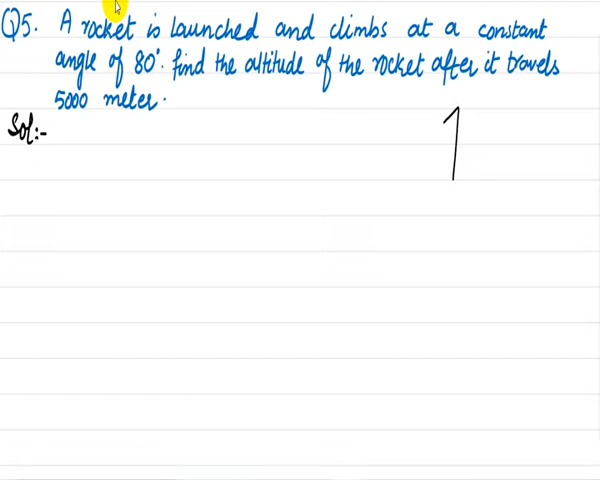 Q5. A rocket is launched and climbs at a constant
angle of 80°. find the altitude of the rocket after it travels
5000 meter.
Sol:-